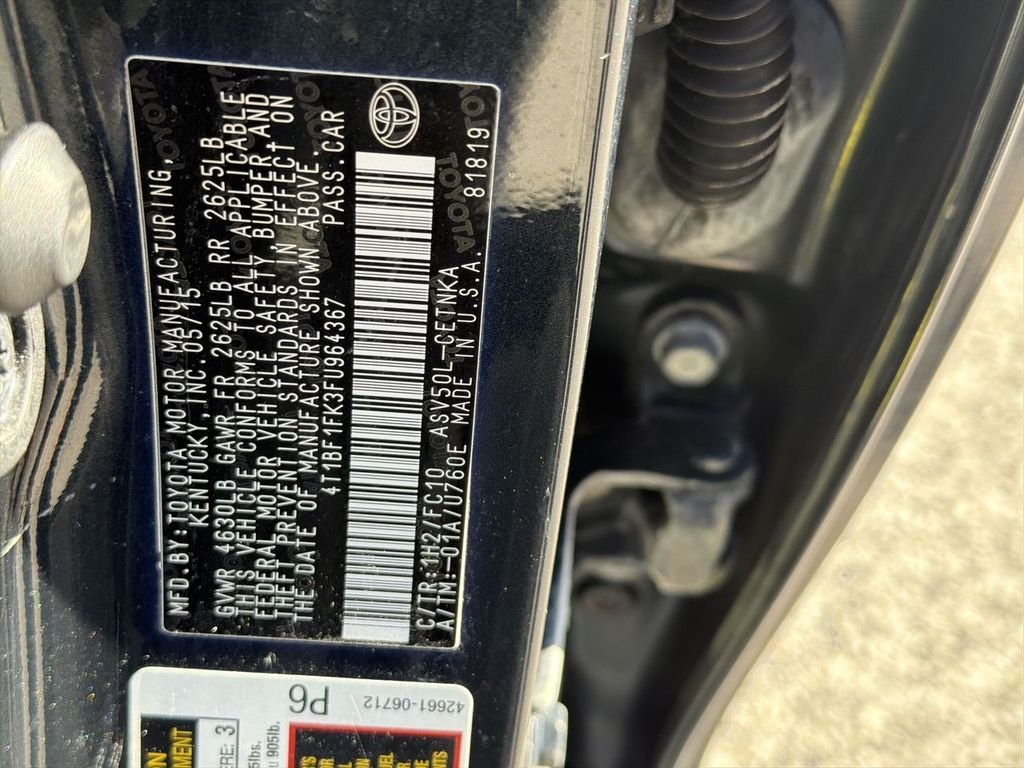 MFD.BY:TOYOTA MOTOR MANUFACTURING,
KENTUCKY,INC.05/15
GVWR 4630LB GAWR FR 2625LB RR 2625LB
THIS VEHICLE CONFORMS TO ALL APPLICABLE
FEDERAL MOTOR VEHICLE SAFETY BUMPER AND
THEFT PREVENTION STANDARDS IN EFFECT ON
THE DATE OF MANUFACTURE SHOWN ABOVE.
4T1BF1FK3FU964367 PASS.CAR
C/TR:1H2/FC10 ASV50L-CETNKA
A/TM:-01A/U760E MADE IN U.S.A. 81819
TOYOTA
P6
42661-06712